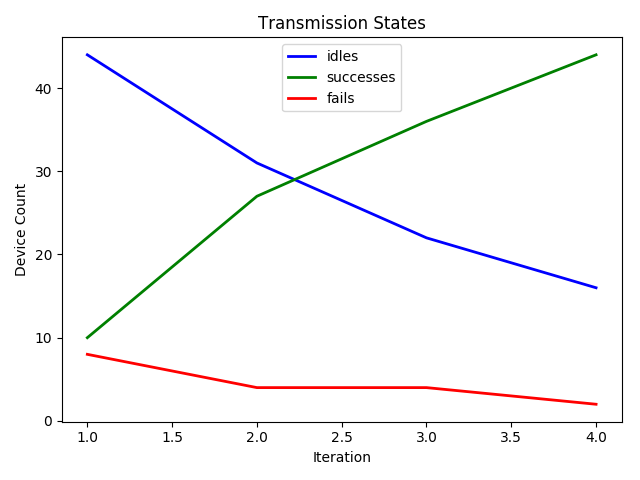 Transmission States
idles
successes
fails
Device Count
40
30
20
10
0
1.0 1.5 2.0 2.5 3.0 3.5 4.0
Iteration